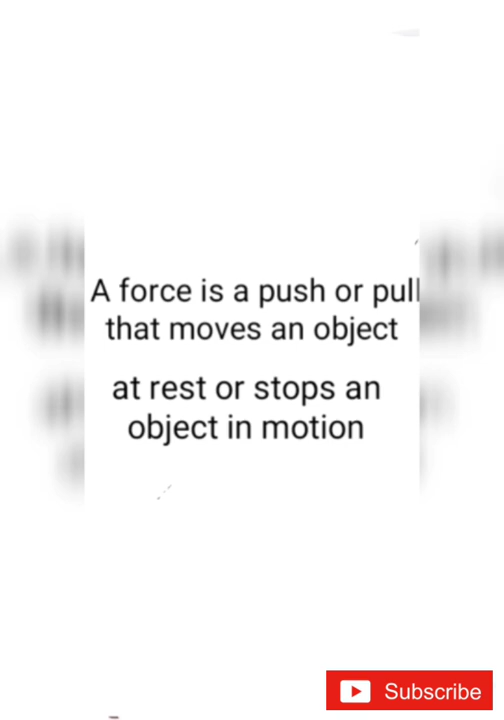 A force is a push or pull
that moves an object
at rest or stops an
object in motion
Subscribe